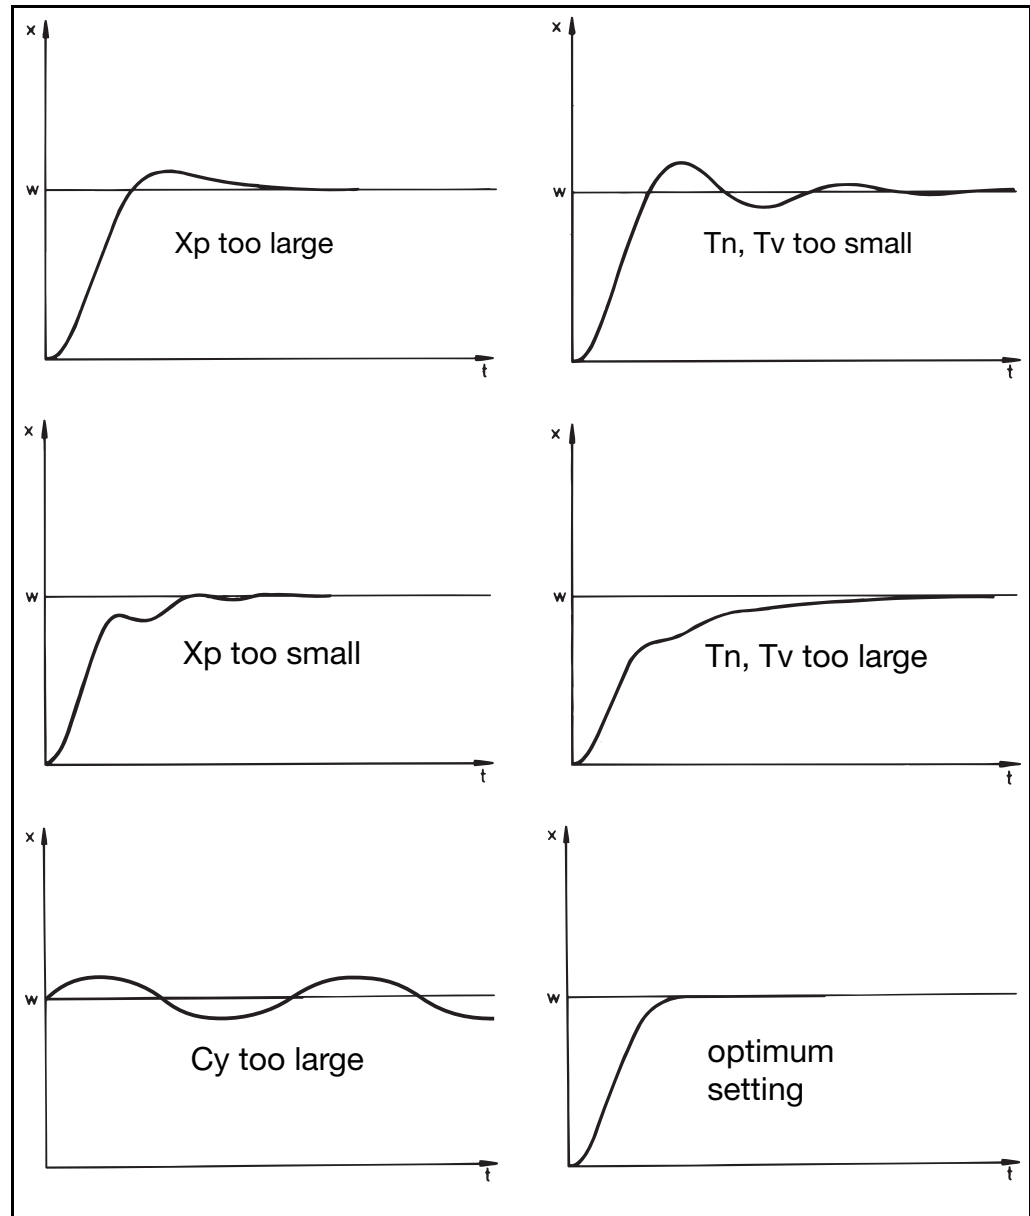 x
w
Xp too large
t
x
w
Tn, Tv too small
t
x
w
Xp too small
t
x
w
Tn, Tv too large
t
x
w
Cy too large
t
x
w
optimum
setting
t